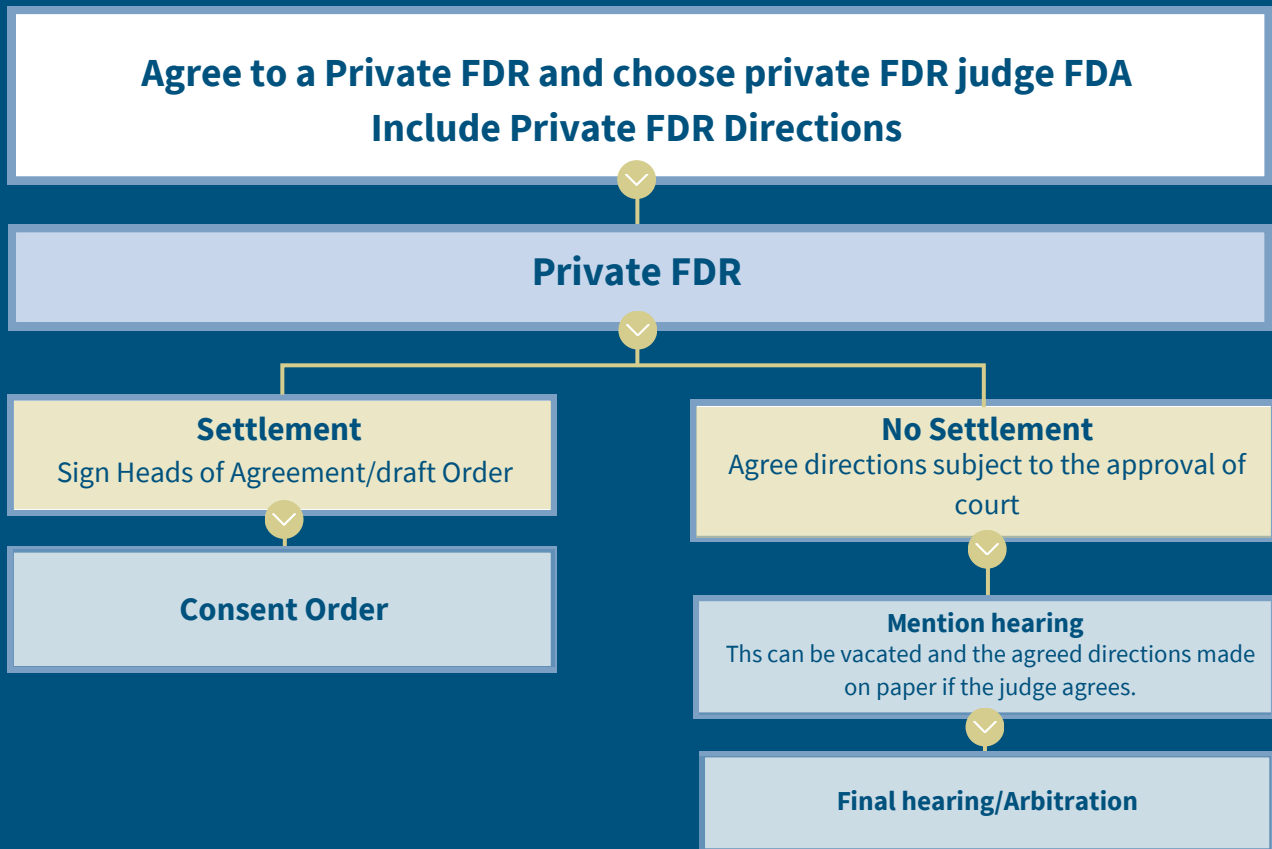 Agree to a Private FDR and choose private FDR judge FDA
Include Private FDR Directions
Private FDR
Settlement
Sign Heads of Agreement/draft Order
Consent Order
No Settlement
Agree directions subject to the approval of
court
Mention hearing
Ths can be vacated and the agreed directions made
on paper if the judge agrees.
Final hearing/Arbitration